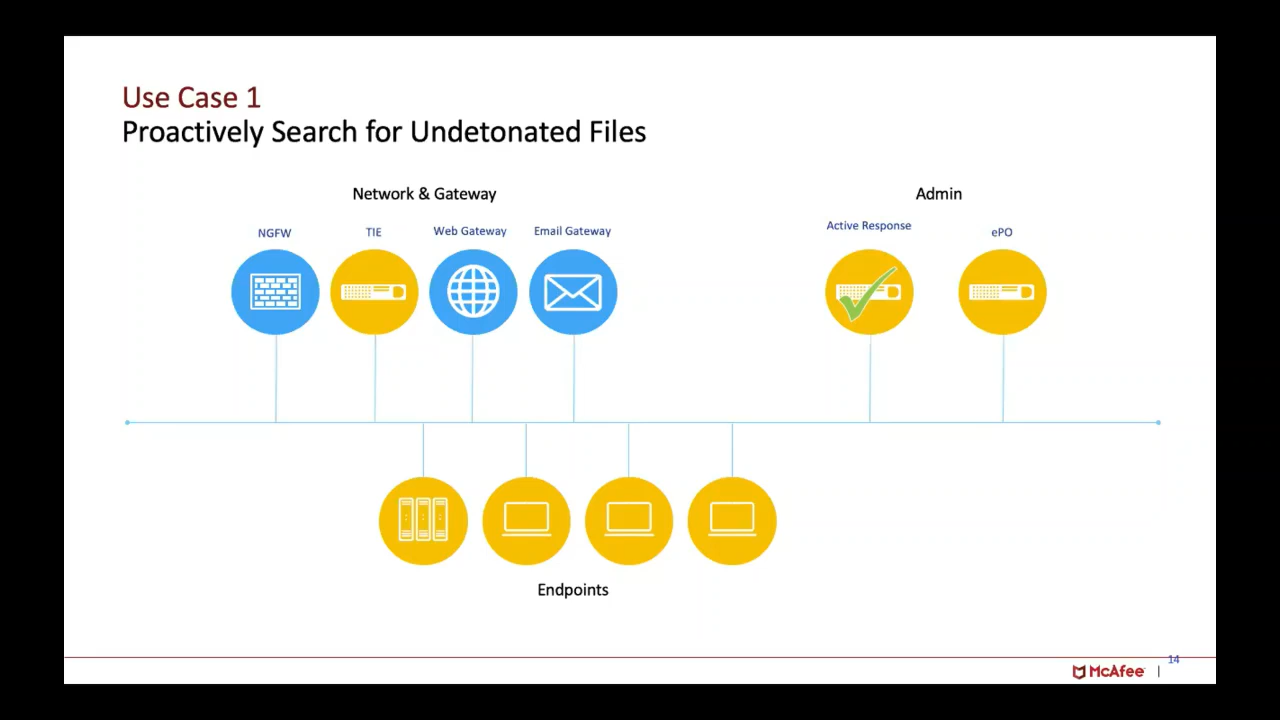 Use Case 1
Proactively Search for Undetonated Files
Network & Gateway
Admin
NGFW
TIE
Web Gateway
Email Gateway
Active Response
ePO
Endpoints
14
McAfee |